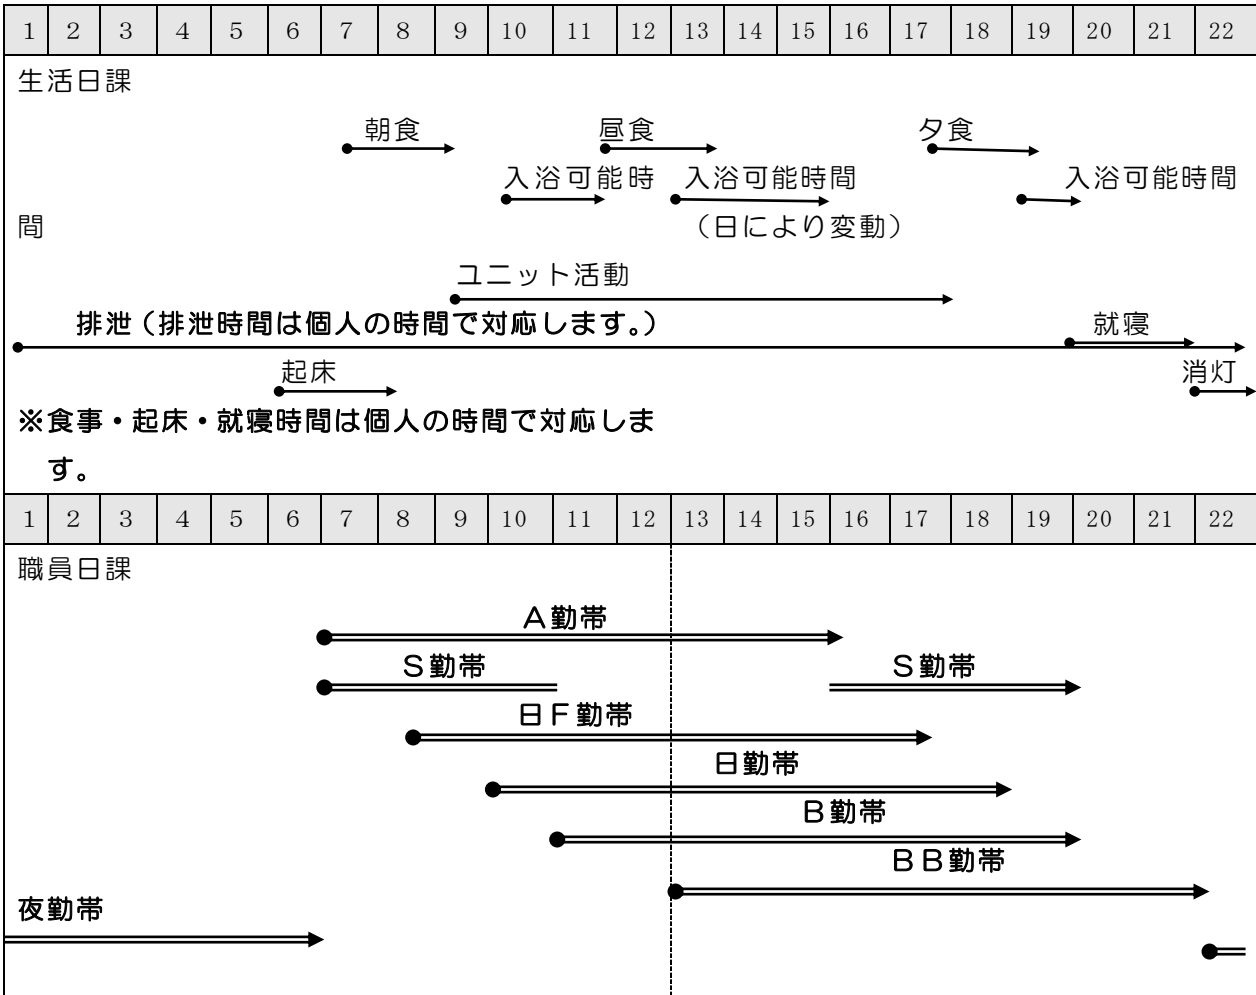 1 2 3 4 5 6 7 8 9 10 11 12 13 14 15 16 17 18 19 20 21 22
生活日課
朝食 昼食 夕食
入浴可能時 入浴可能時間 入浴可能時間
間 （日により変動）
ユニット活動
排泄（排泄時間は個人の時間で対応します。） 就寝
起床 消灯
※食事・起床・就寝時間は個人の時間で対応しま
す。
1 2 3 4 5 6 7 8 9 10 11 12 13 14 15 16 17 18 19 20 21 22
職員日課
Ａ勤帯
Ｓ勤帯 Ｓ勤帯
日Ｆ勤帯
日勤帯
Ｂ勤帯
ＢＢ勤帯
夜勤帯